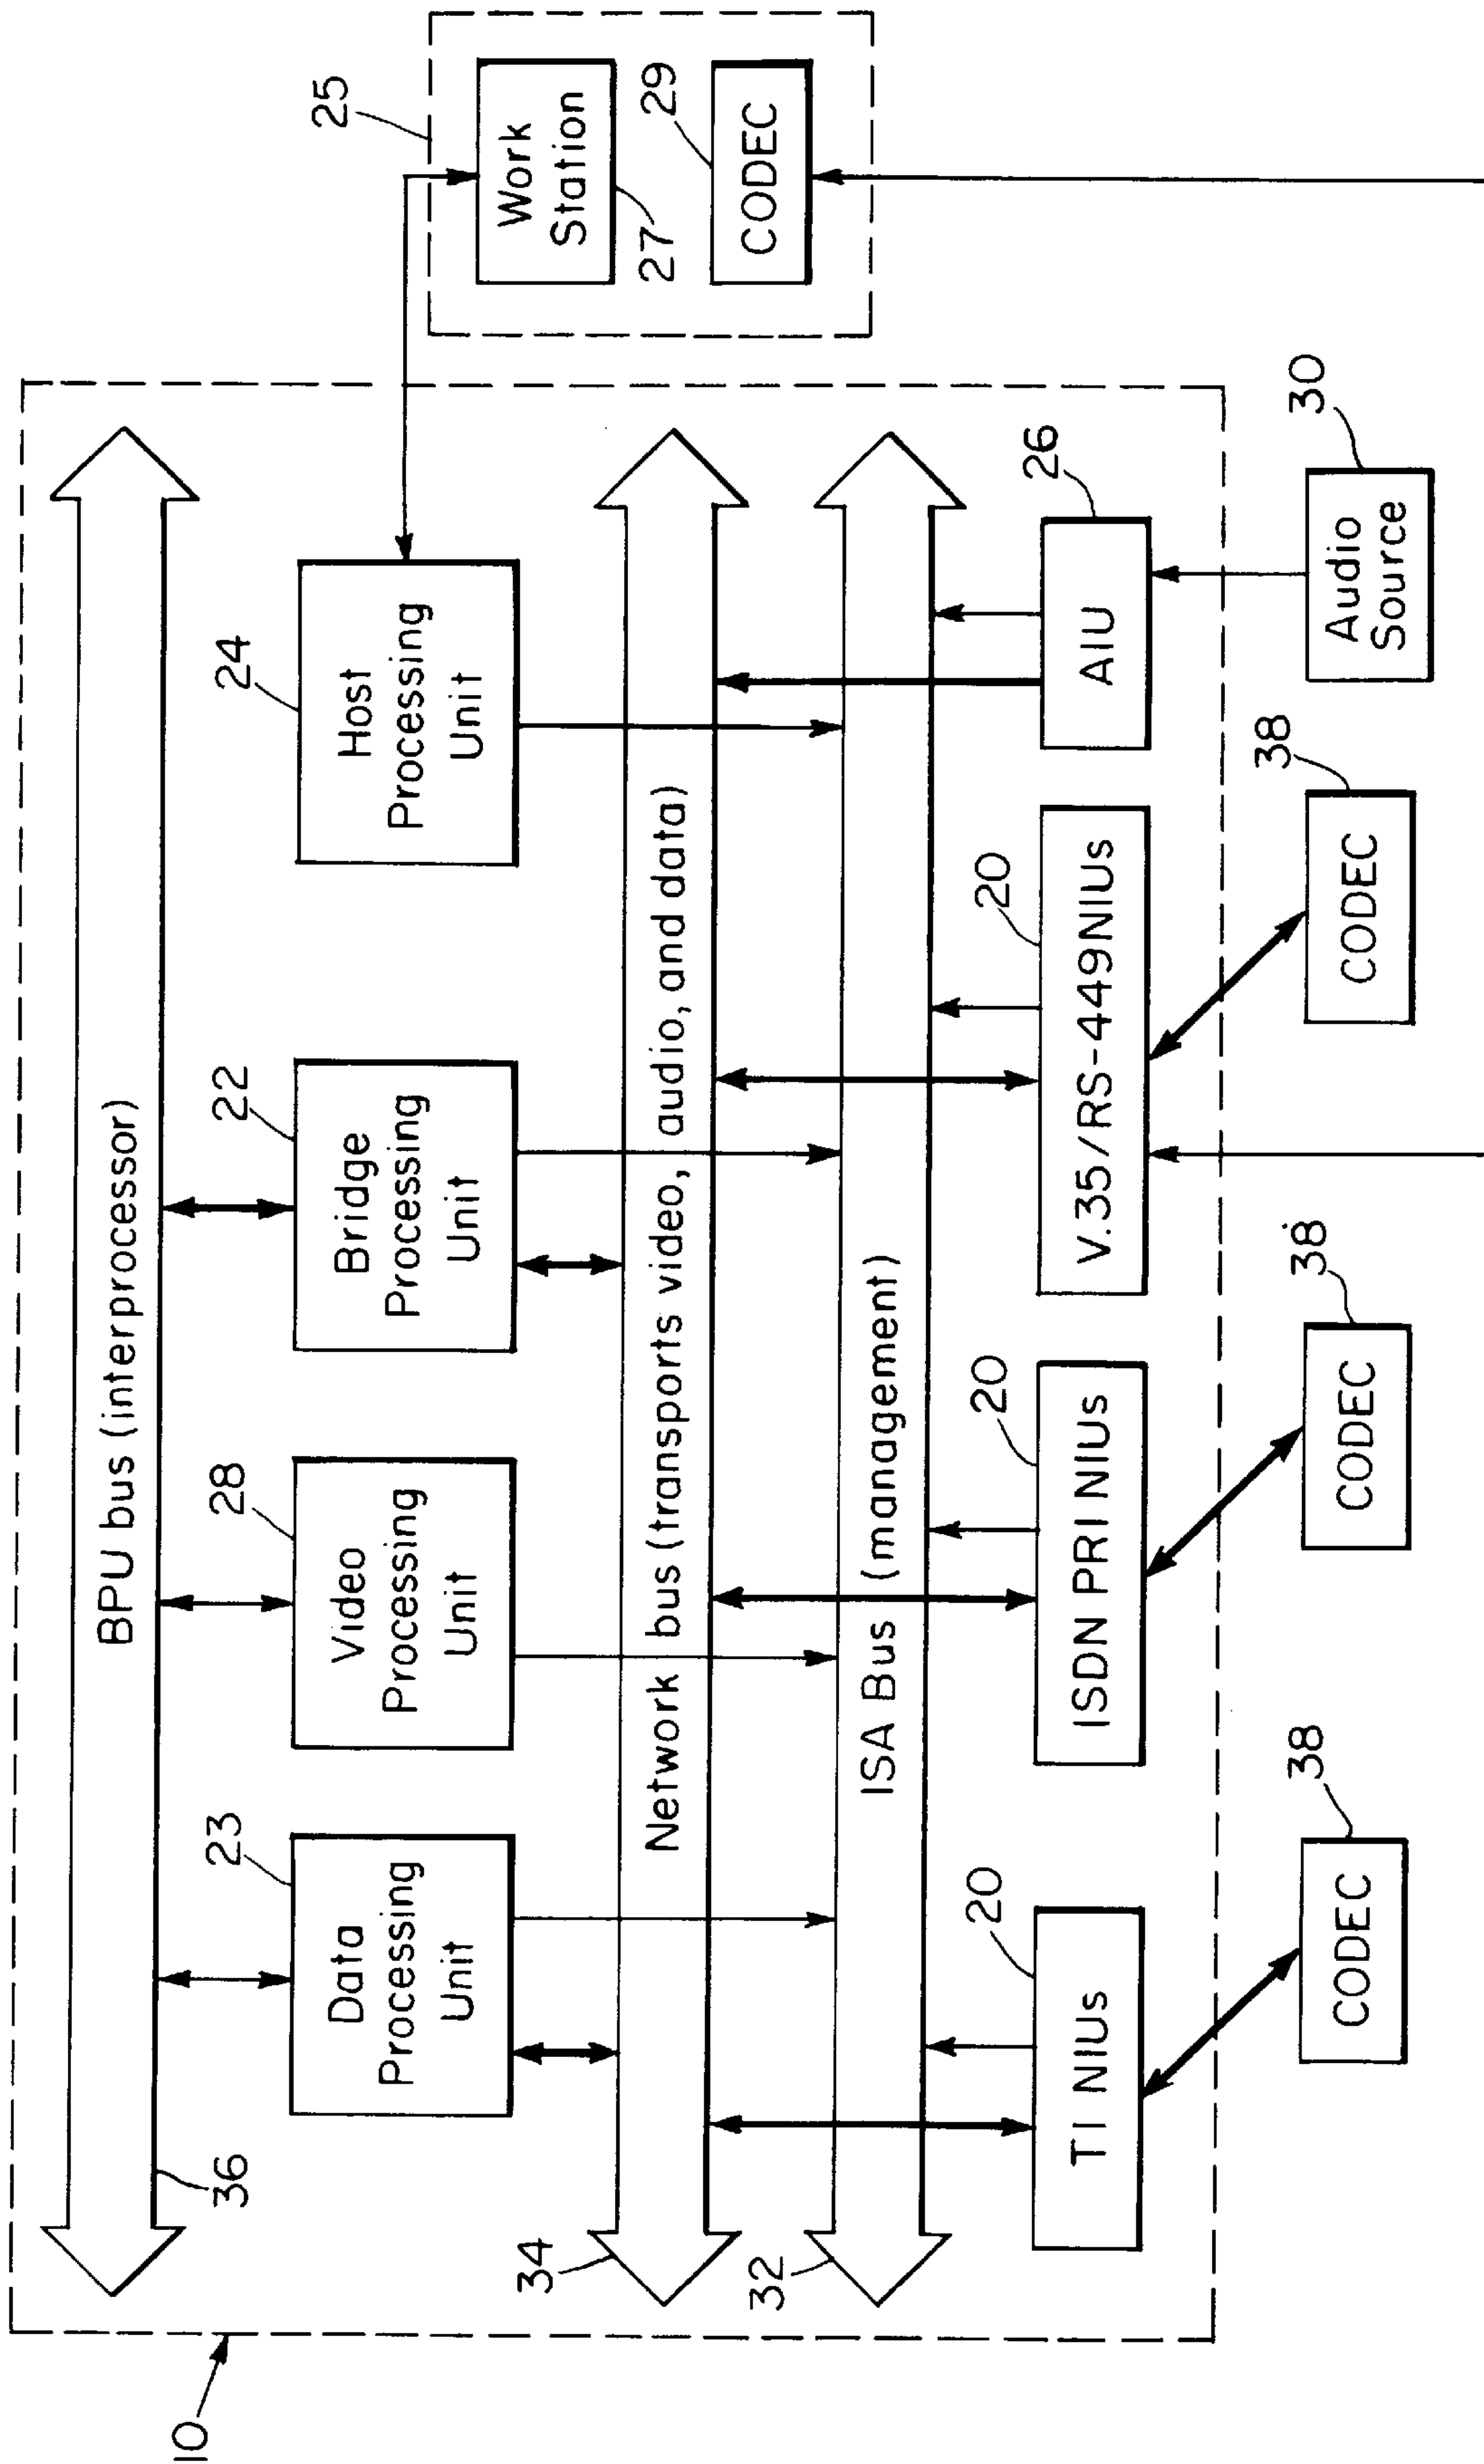 10
BPU bus (interprocessor)
36
23
Data
Processing
Unit
28
Video
Processing
Unit
22
Bridge
Processing
Unit
24
Host
Processing
Unit
25
Work
Station
27
29
CODEC
34
Network bus (transports video, audio, and data)
32
ISA Bus (management)
20
T1 NIUs
20
ISDN PRI NIUs
20
V.35/RS-449NIUs
26
AIU
38
CODEC
38
CODEC
38
CODEC
30
Audio
Source